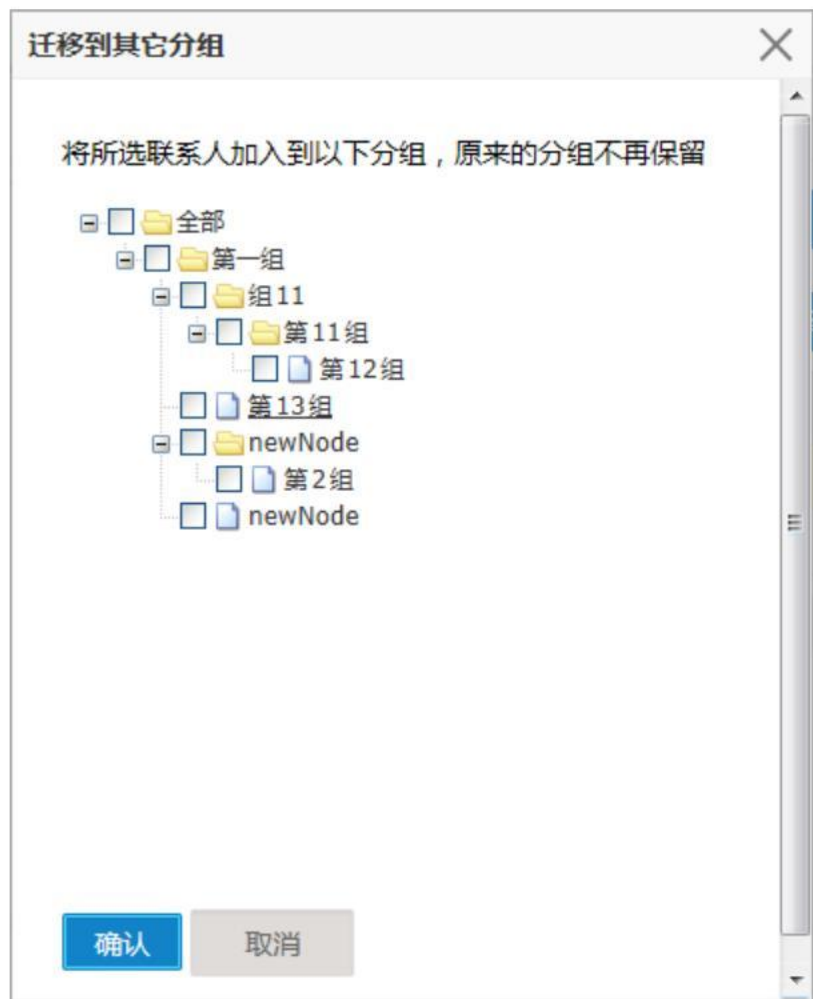 迁移到其它分组
将所选联系人加入到以下分组，原来的分组不再保留
全部
第一组
组11
第11组
第12组
第13组
newNode
第2组
newNode
确认
取消